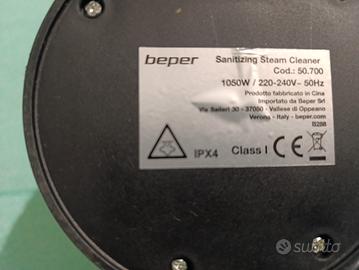 beper
Sanitizing Steam Cleaner
Cod.: 50.700
1050W / 220-240V~ 50Hz
Prodotto fabbricato in Cina
Importato da Beper Srl
Via Salieri 30 - 37050 - Vallese di Oppeano
Verona - Italy - beper.com
B288
IPX4
Class I CE
subito